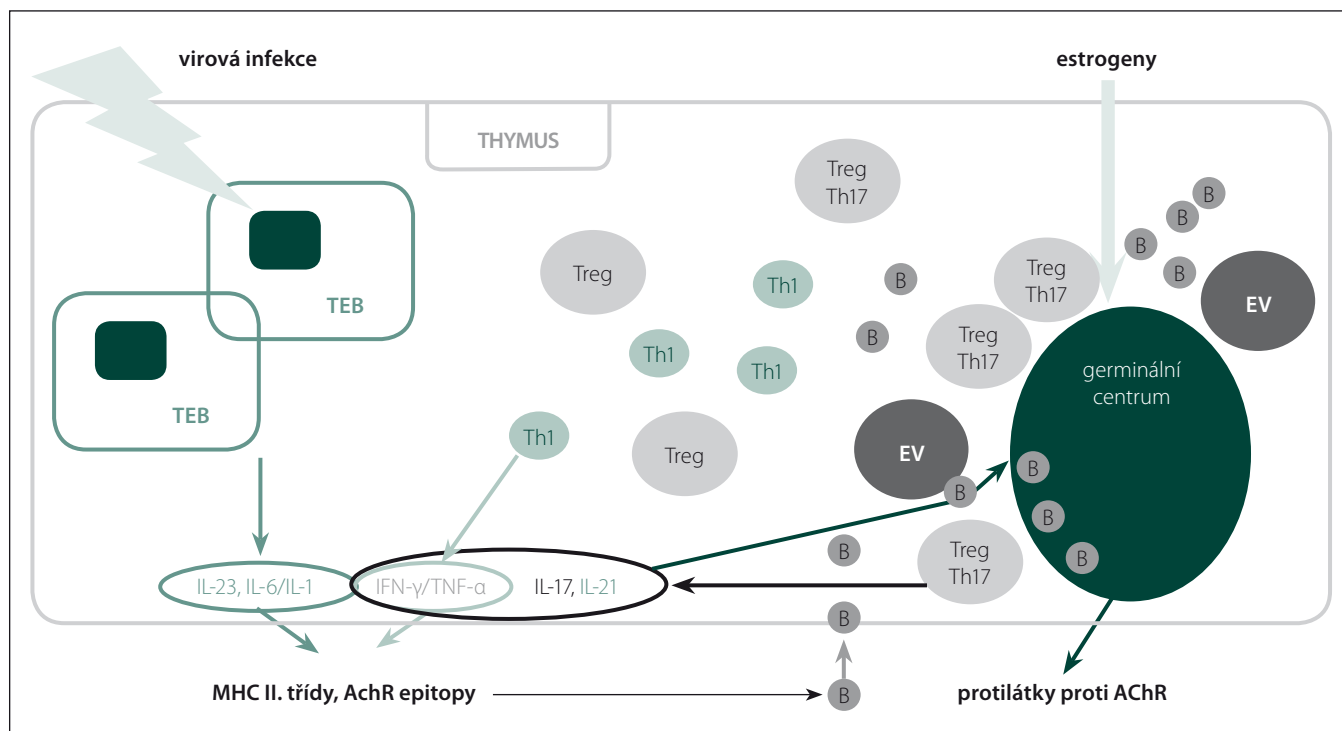 virová infekce
estrogeny
THYMUS
Treg
Th17
B
B
B
B
Treg
Treg
Th17
Th1
B
EV
TEB
Treg
Th17
B
Th1
Th1
germinální
centrum
TEB
Th1
Treg
EV
B
B
B
B
B
Treg
Th17
IL-23, IL-6/IL-1
IFN-γ/TNF-α
IL-17, IL-21
B
MHC II. třídy, AchR epitopy
B
protilátky proti AChR